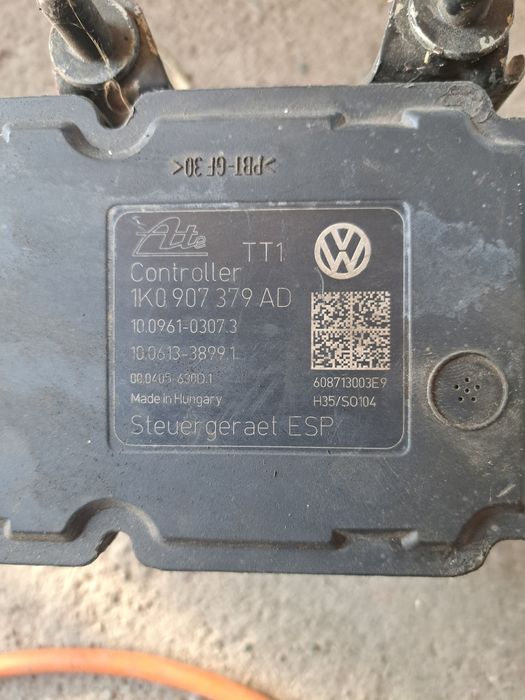 >PBT-GF 30<
Ate
TT1
Controller
1K0 907 379 AD
10.0961-0307.3
10.0613-3899.1
00.0405-630D.1
608713003E9
Made in Hungary
H35/SO104
Steuergeraet ESP